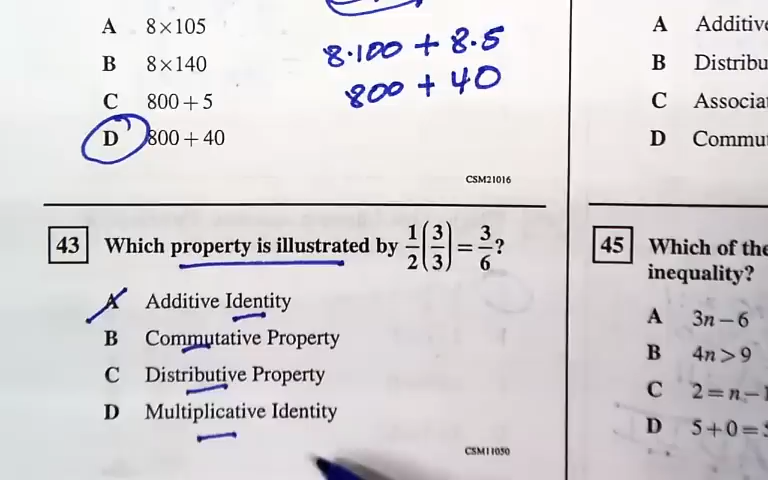 A 8×105
B 8×140
C 800+5
D 800+40
8·100 + 8·5
800 + 40
CSM21016
43 Which property is illustrated by 1/2(3/3)=3/6?
A Additive Identity
B Commutative Property
C Distributive Property
D Multiplicative Identity
CSM11050
A Additive
B Distribu
C Associa
D Commut
45 Which of the
inequality?
A 3n−6
B 4n>9
C 2=n−
D 5+0=